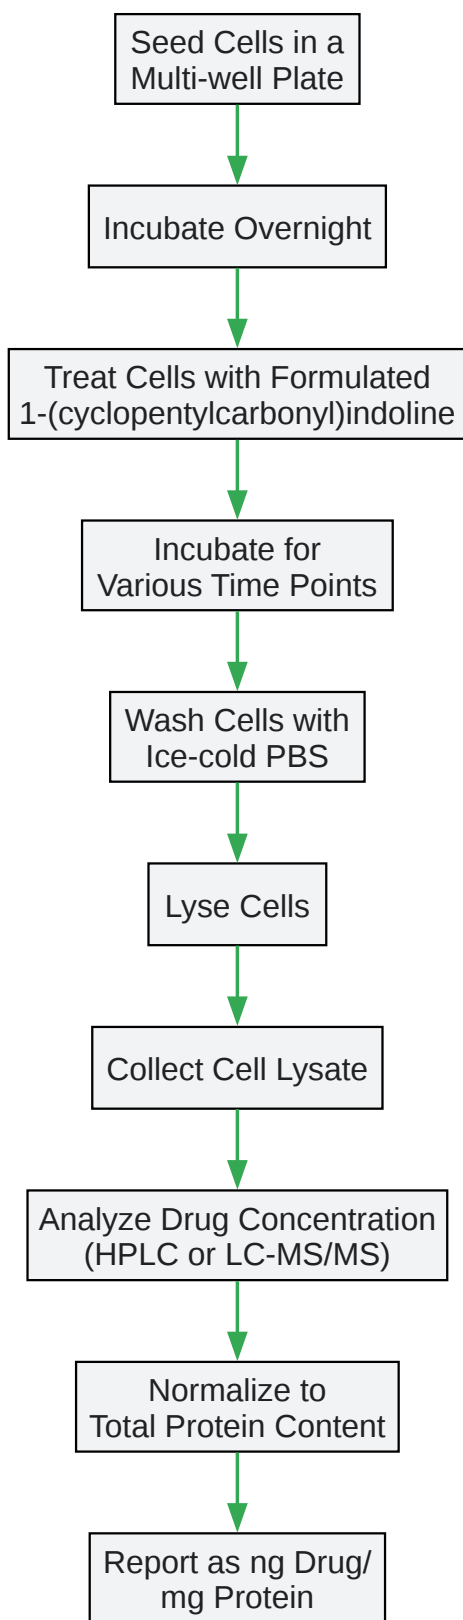 Seed Cells in a
Multi-well Plate
Incubate Overnight
Treat Cells with Formulated
1-(cyclopentylcarbonyl)indoline
Incubate for
Various Time Points
Wash Cells with
Ice-cold PBS
Lyse Cells
Collect Cell Lysate
Analyze Drug Concentration
(HPLC or LC-MS/MS)
Normalize to
Total Protein Content
Report as ng Drug/
mg Protein